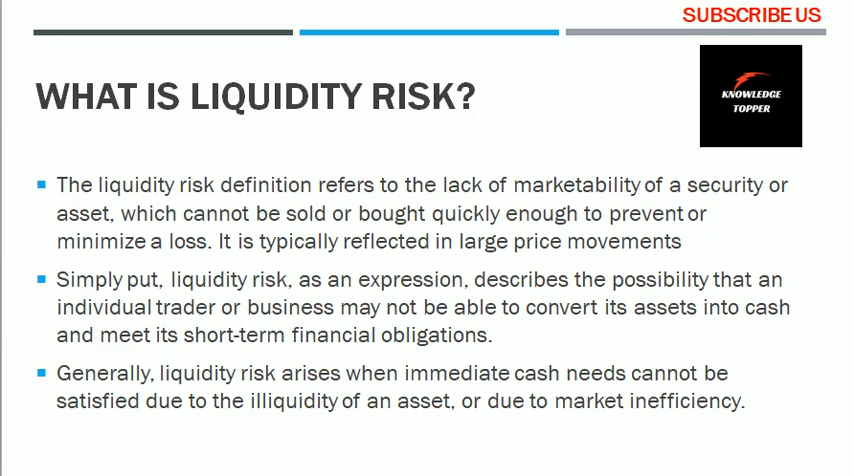 SUBSCRIBE US
WHAT IS LIQUIDITY RISK?
KNOWLEDGE
TOPPER
The liquidity risk definition refers to the lack of marketability of a security or
asset, which cannot be sold or bought quickly enough to prevent or
minimize a loss. It is typically reflected in large price movements
Simply put, liquidity risk, as an expression, describes the possibility that an
individual trader or business may not be able to convert its assets into cash
and meet its short-term financial obligations.
Generally, liquidity risk arises when immediate cash needs cannot be
satisfied due to the illiquidity of an asset, or due to market inefficiency.